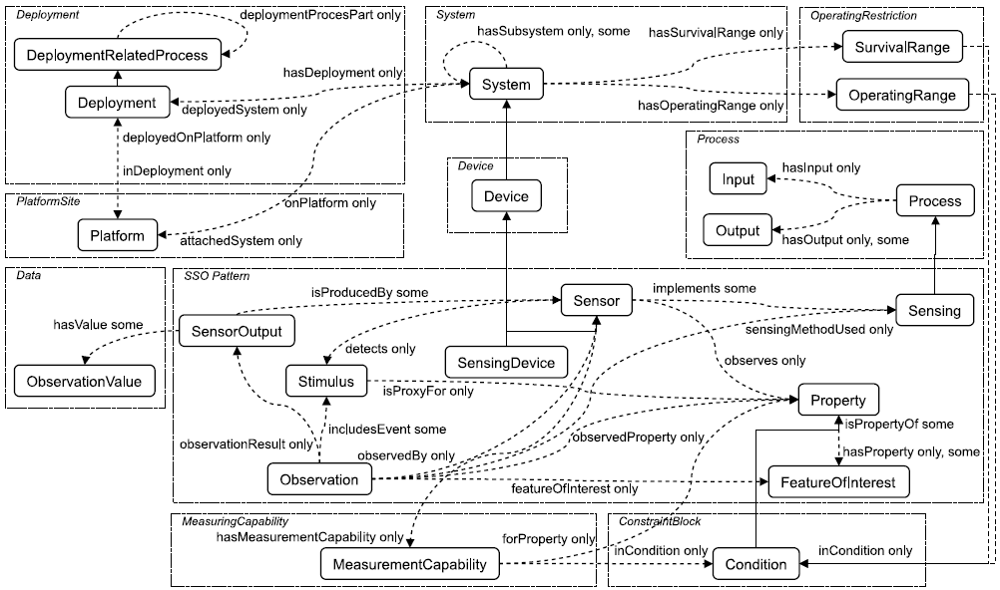 Deployment
deploymentProcesPart only
DeploymentRelatedProcess
Deployment
hasDeployment only
deployedSystem only
deployedOnPlatform only
inDeployment only
System
hasSubsystem only, some
System
hasSurvivalRange only
hasOperatingRange only
OperatingRestriction
SurvivalRange
OperatingRange
Process
hasInput only
Input
Process
Output
hasOutput only, some
Device
Device
PlatformSite
onPlatform only
Platform
attachedSystem only
Data
hasValue some
ObservationValue
SSO Pattern
isProducedBy some
Sensor
implements some
SensorOutput
Sensing
sensingMethodUsed only
detects only
SensingDevice
observes only
Stimulus
isProxyFor only
Property
isPropertyOf some
includesEvent some
observationResult only
observedBy only
observedProperty only
hasProperty only, some
Observation
featureOfInterest only
FeatureOfInterest
MeasuringCapability
hasMeasurementCapability only
forProperty only
MeasurementCapability
ConstraintBlock
inCondition only
Condition
inCondition only